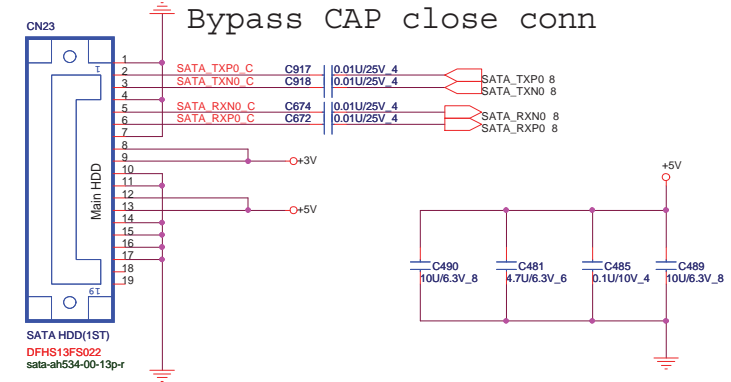 Bypass CAP close conn
CN23
1
1
2
3
4
5
6
7
8
9
10
11
12
13
14
15
16
17
18
19
19
Main HDD
SATA_TXP0_C C917 0.01U/25V_4 SATA_TXP0 8
SATA_TXN0_C C918 0.01U/25V_4 SATA_TXN0 8
SATA_RXN0_C C674 0.01U/25V_4 SATA_RXN0 8
SATA_RXP0_C C672 0.01U/25V_4 SATA_RXP0 8
+3V
+5V
+5V
C490 C481 C485 C489
10U/6.3V_8 4.7U/6.3V_6 0.1U/10V_4 10U/6.3V_8
SATA HDD(1ST)
DFHS13FS022
sata-ah534-00-13p-r